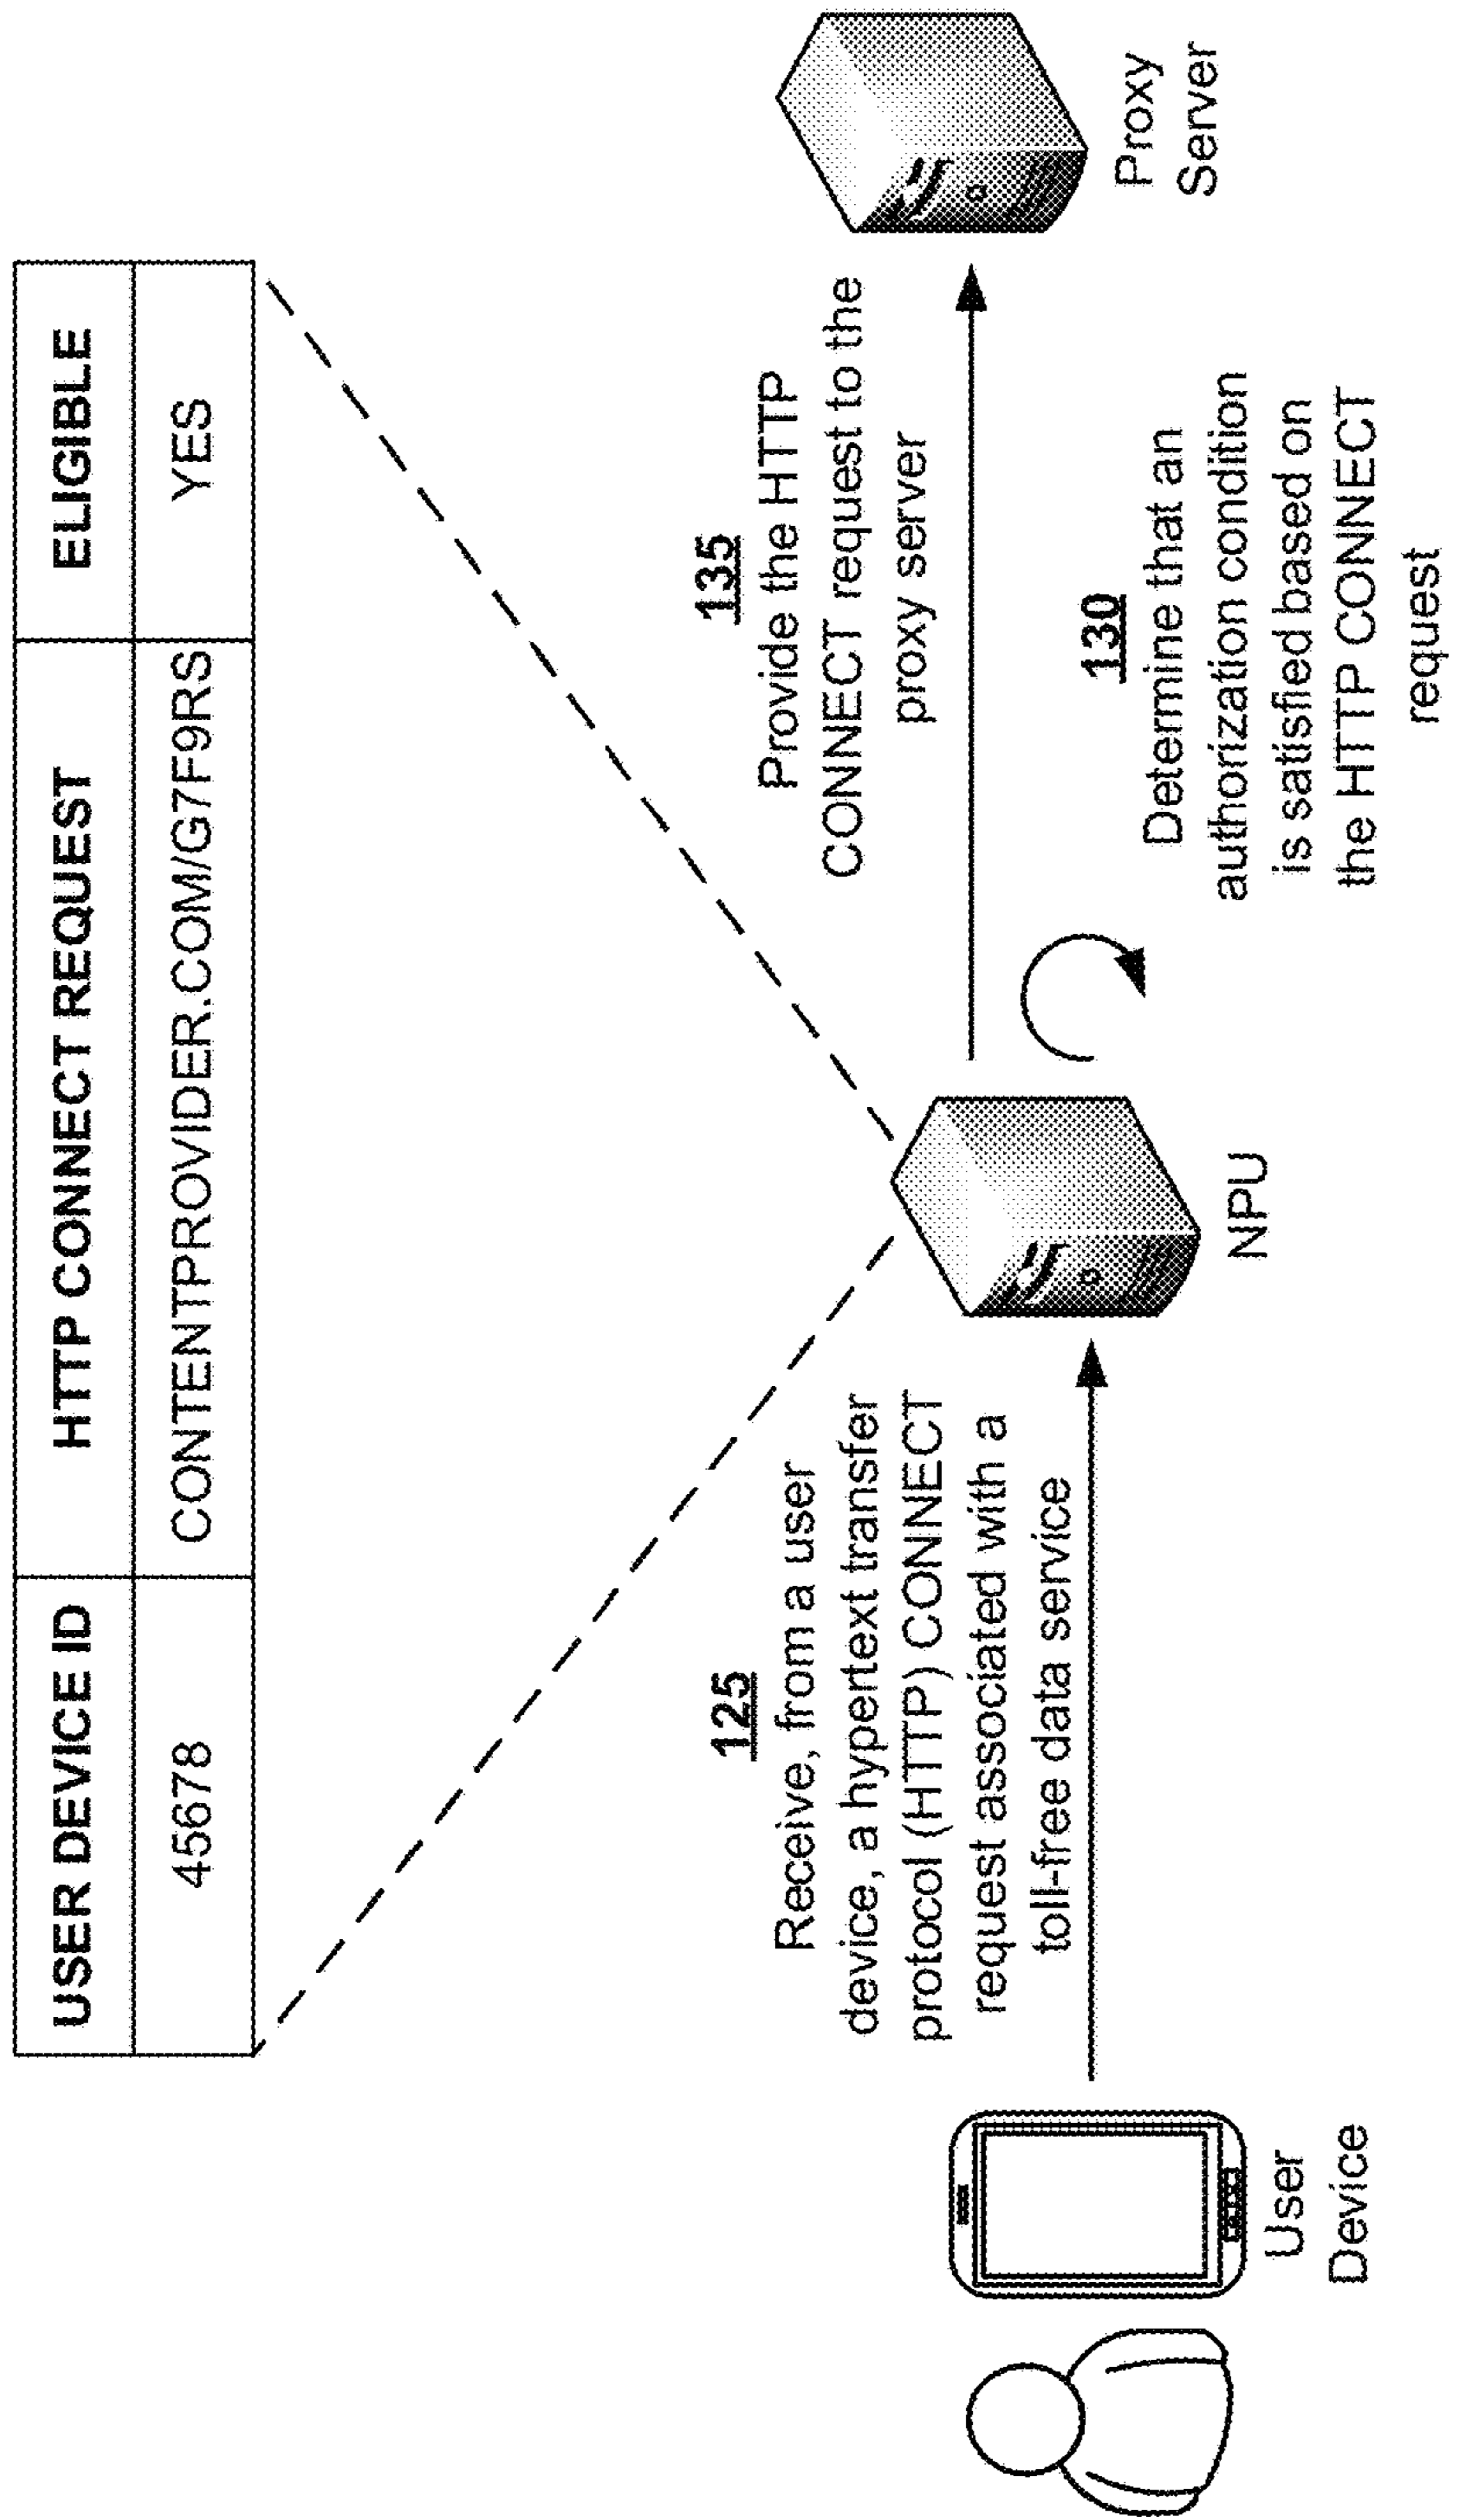 USER DEVICE ID HTTP CONNECT REQUEST ELIGIBLE
45678 CONTENTPROVIDER.COM/G7F9RS YES
125
Receive, from a user
device, a hypertext transfer
protocol (HTTP) CONNECT
request associated with a
toll-free data service
135
Provide the HTTP
CONNECT request to the
proxy server
130
Determine that an
authorization condition
is satisfied based on
the HTTP CONNECT
request
User
Device
NPU
Proxy
Server